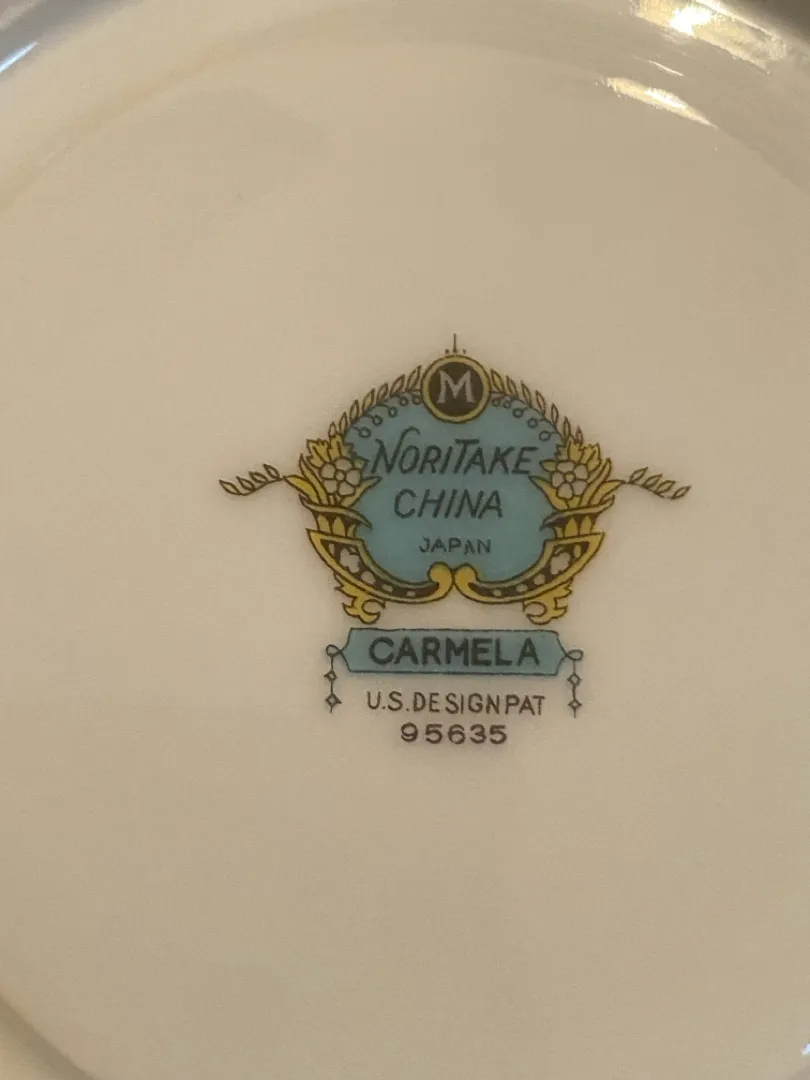 M
NORITAKE
CHINA
JAPAN
CARMELA
U.S. DESIGN PAT
95635